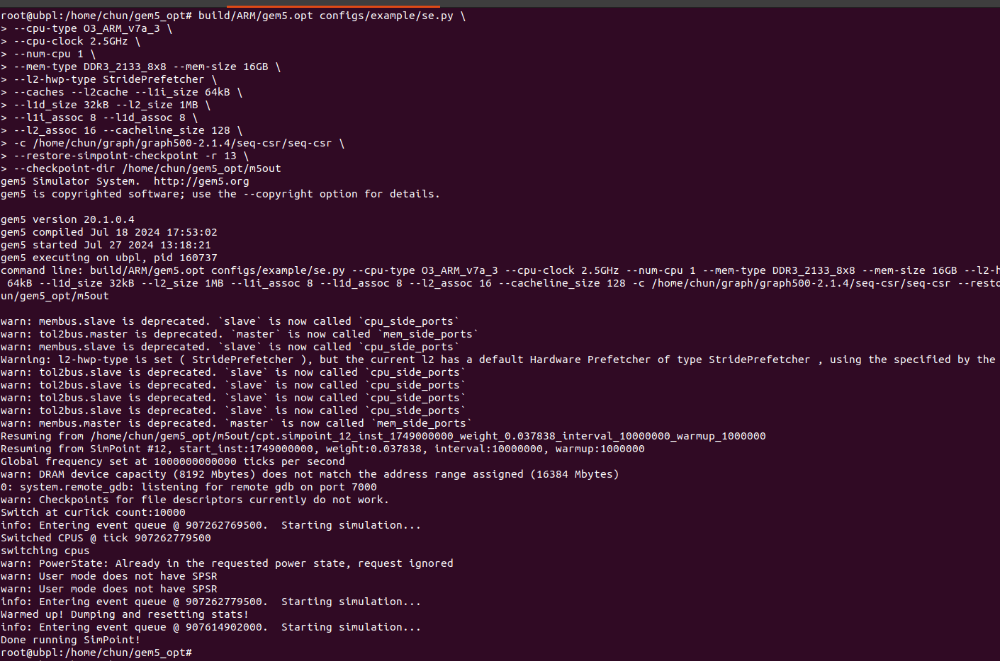 root@ubpl:/home/chun/gem5_opt# build/ARM/gem5.opt configs/example/se.py \
> --cpu-type O3_ARM_v7a_3 \
> --cpu-clock 2.5GHz \
> --num-cpu 1 \
> --mem-type DDR3_2133_8x8 --mem-size 16GB \
> --l2-hwp-type StridePrefetcher \
> --caches --l2cache --l1i_size 64kB \
> --l1d_size 32kB --l2_size 1MB \
> --l1i_assoc 8 --l1d_assoc 8 \
> --l2_assoc 16 --cacheline_size 128 \
> -c /home/chun/graph/graph500-2.1.4/seq-csr/seq-csr \
> --restore-simpoint-checkpoint -r 13 \
> --checkpoint-dir /home/chun/gem5_opt/m5out
gem5 Simulator System.  http://gem5.org
gem5 is copyrighted software; use the --copyright option for details.

gem5 version 20.1.0.4
gem5 compiled Jul 18 2024 17:53:02
gem5 started Jul 27 2024 13:18:21
gem5 executing on ubpl, pid 160737
command line: build/ARM/gem5.opt configs/example/se.py --cpu-type O3_ARM_v7a_3 --cpu-clock 2.5GHz --num-cpu 1 --mem-type DDR3_2133_8x8 --mem-size 16GB --l2-h
 64kB --l1d_size 32kB --l2_size 1MB --l1i_assoc 8 --l1d_assoc 8 --l2_assoc 16 --cacheline_size 128 -c /home/chun/graph/graph500-2.1.4/seq-csr/seq-csr --resto
un/gem5_opt/m5out

warn: membus.slave is deprecated. `slave` is now called `cpu_side_ports`
warn: tol2bus.master is deprecated. `master` is now called `mem_side_ports`
warn: membus.slave is deprecated. `slave` is now called `cpu_side_ports`
Warning: l2-hwp-type is set ( StridePrefetcher ), but the current l2 has a default Hardware Prefetcher of type StridePrefetcher , using the specified by the
warn: tol2bus.slave is deprecated. `slave` is now called `cpu_side_ports`
warn: tol2bus.slave is deprecated. `slave` is now called `cpu_side_ports`
warn: tol2bus.slave is deprecated. `slave` is now called `cpu_side_ports`
warn: tol2bus.slave is deprecated. `slave` is now called `cpu_side_ports`
warn: membus.master is deprecated. `master` is now called `mem_side_ports`
Resuming from /home/chun/gem5_opt/m5out/cpt.simpoint_12_inst_1749000000_weight_0.037838_interval_10000000_warmup_1000000
Resuming from SimPoint #12, start_inst:1749000000, weight:0.037838, interval:10000000, warmup:1000000
Global frequency set at 1000000000000 ticks per second
warn: DRAM device capacity (8192 Mbytes) does not match the address range assigned (16384 Mbytes)
0: system.remote_gdb: listening for remote gdb on port 7000
warn: Checkpoints for file descriptors currently do not work.
Switch at curTick count:10000
info: Entering event queue @ 907262769500.  Starting simulation...
Switched CPUS @ tick 907262779500
switching cpus
warn: PowerState: Already in the requested power state, request ignored
warn: User mode does not have SPSR
warn: User mode does not have SPSR
info: Entering event queue @ 907262779500.  Starting simulation...
Warmed up! Dumping and resetting stats!
info: Entering event queue @ 907614902000.  Starting simulation...
Done running SimPoint!
root@ubpl:/home/chun/gem5_opt#